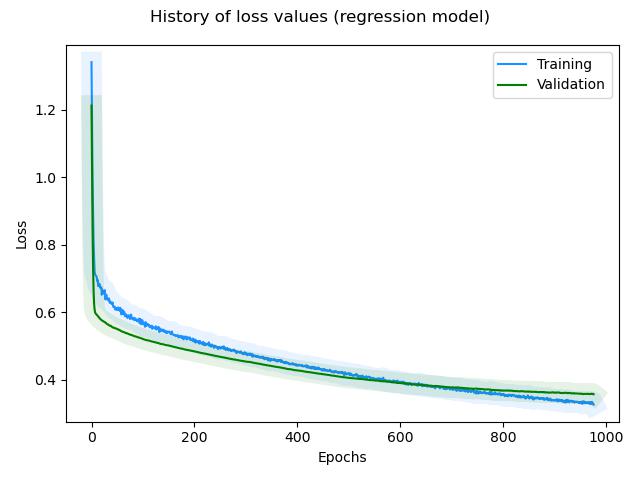 History of loss values (regression model)
Training
Validation
1.2
1.0
0.8
0.6
0.4
Loss
0 200 400 600 800 1000
Epochs